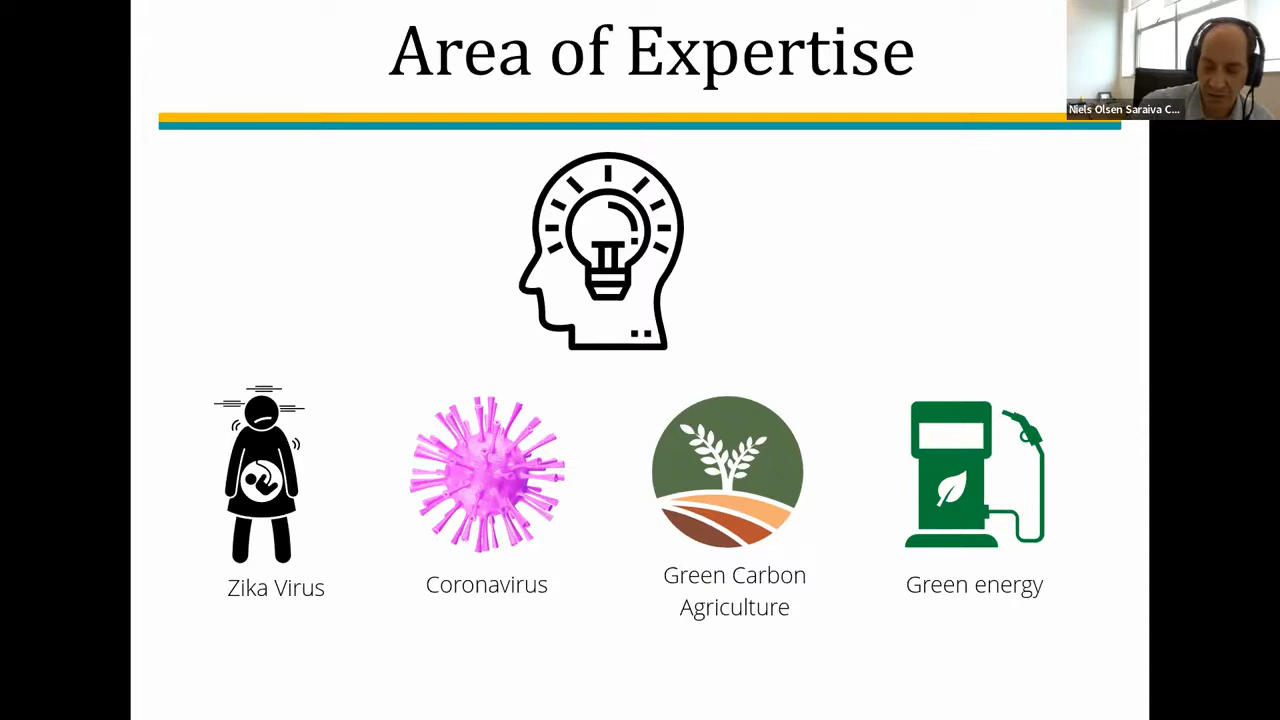 Area of Expertise
Niels Olsen Saraiva C...
Zika Virus
Coronavirus
Green Carbon
Agriculture
Green energy